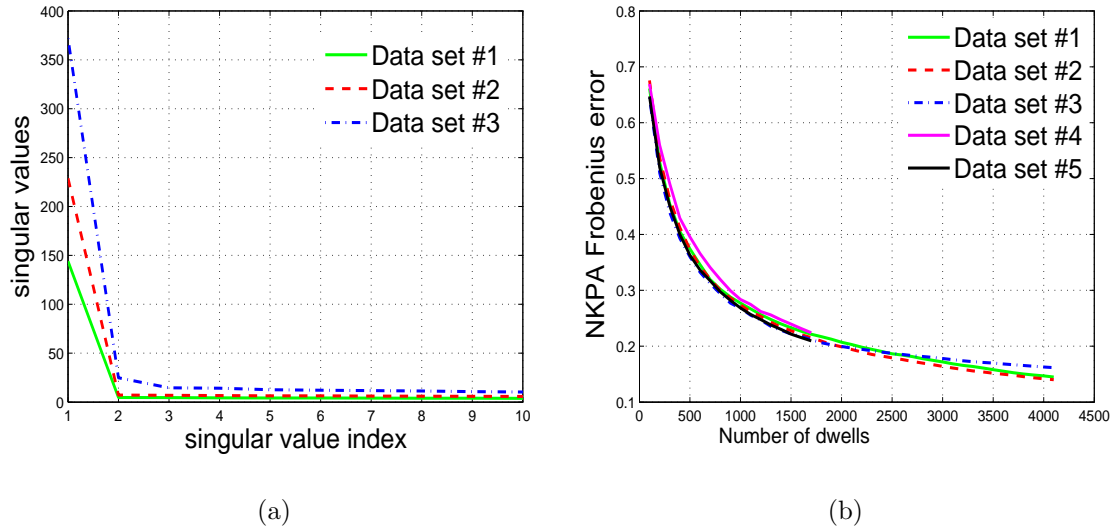 400
350
300
250
200
150
100
50
0
singular values
1 2 3 4 5 6 7 8 9 10
singular value index
Data set #1
Data set #2
Data set #3
(a)
0.8
0.7
0.6
0.5
0.4
0.3
0.2
0.1
NKPA Frobenius error
0 500 1000 1500 2000 2500 3000 3500 4000 4500
Number of dwells
Data set #1
Data set #2
Data set #3
Data set #4
Data set #5
(b)